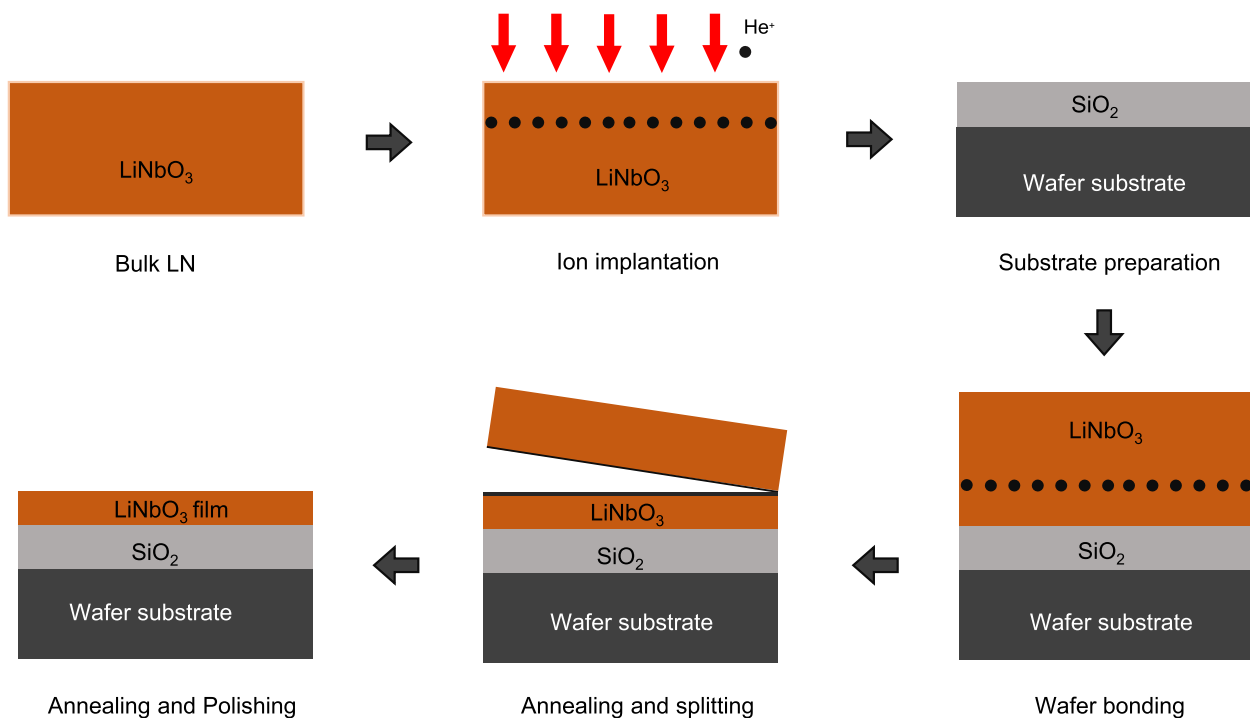 He⁺
LiNbO₃
LiNbO₃
SiO₂
Wafer substrate
Bulk LN
Ion implantation
Substrate preparation
LiNbO₃
SiO₂
Wafer substrate
Wafer bonding
LiNbO₃
SiO₂
Wafer substrate
Annealing and splitting
LiNbO₃ film
SiO₂
Wafer substrate
Annealing and Polishing